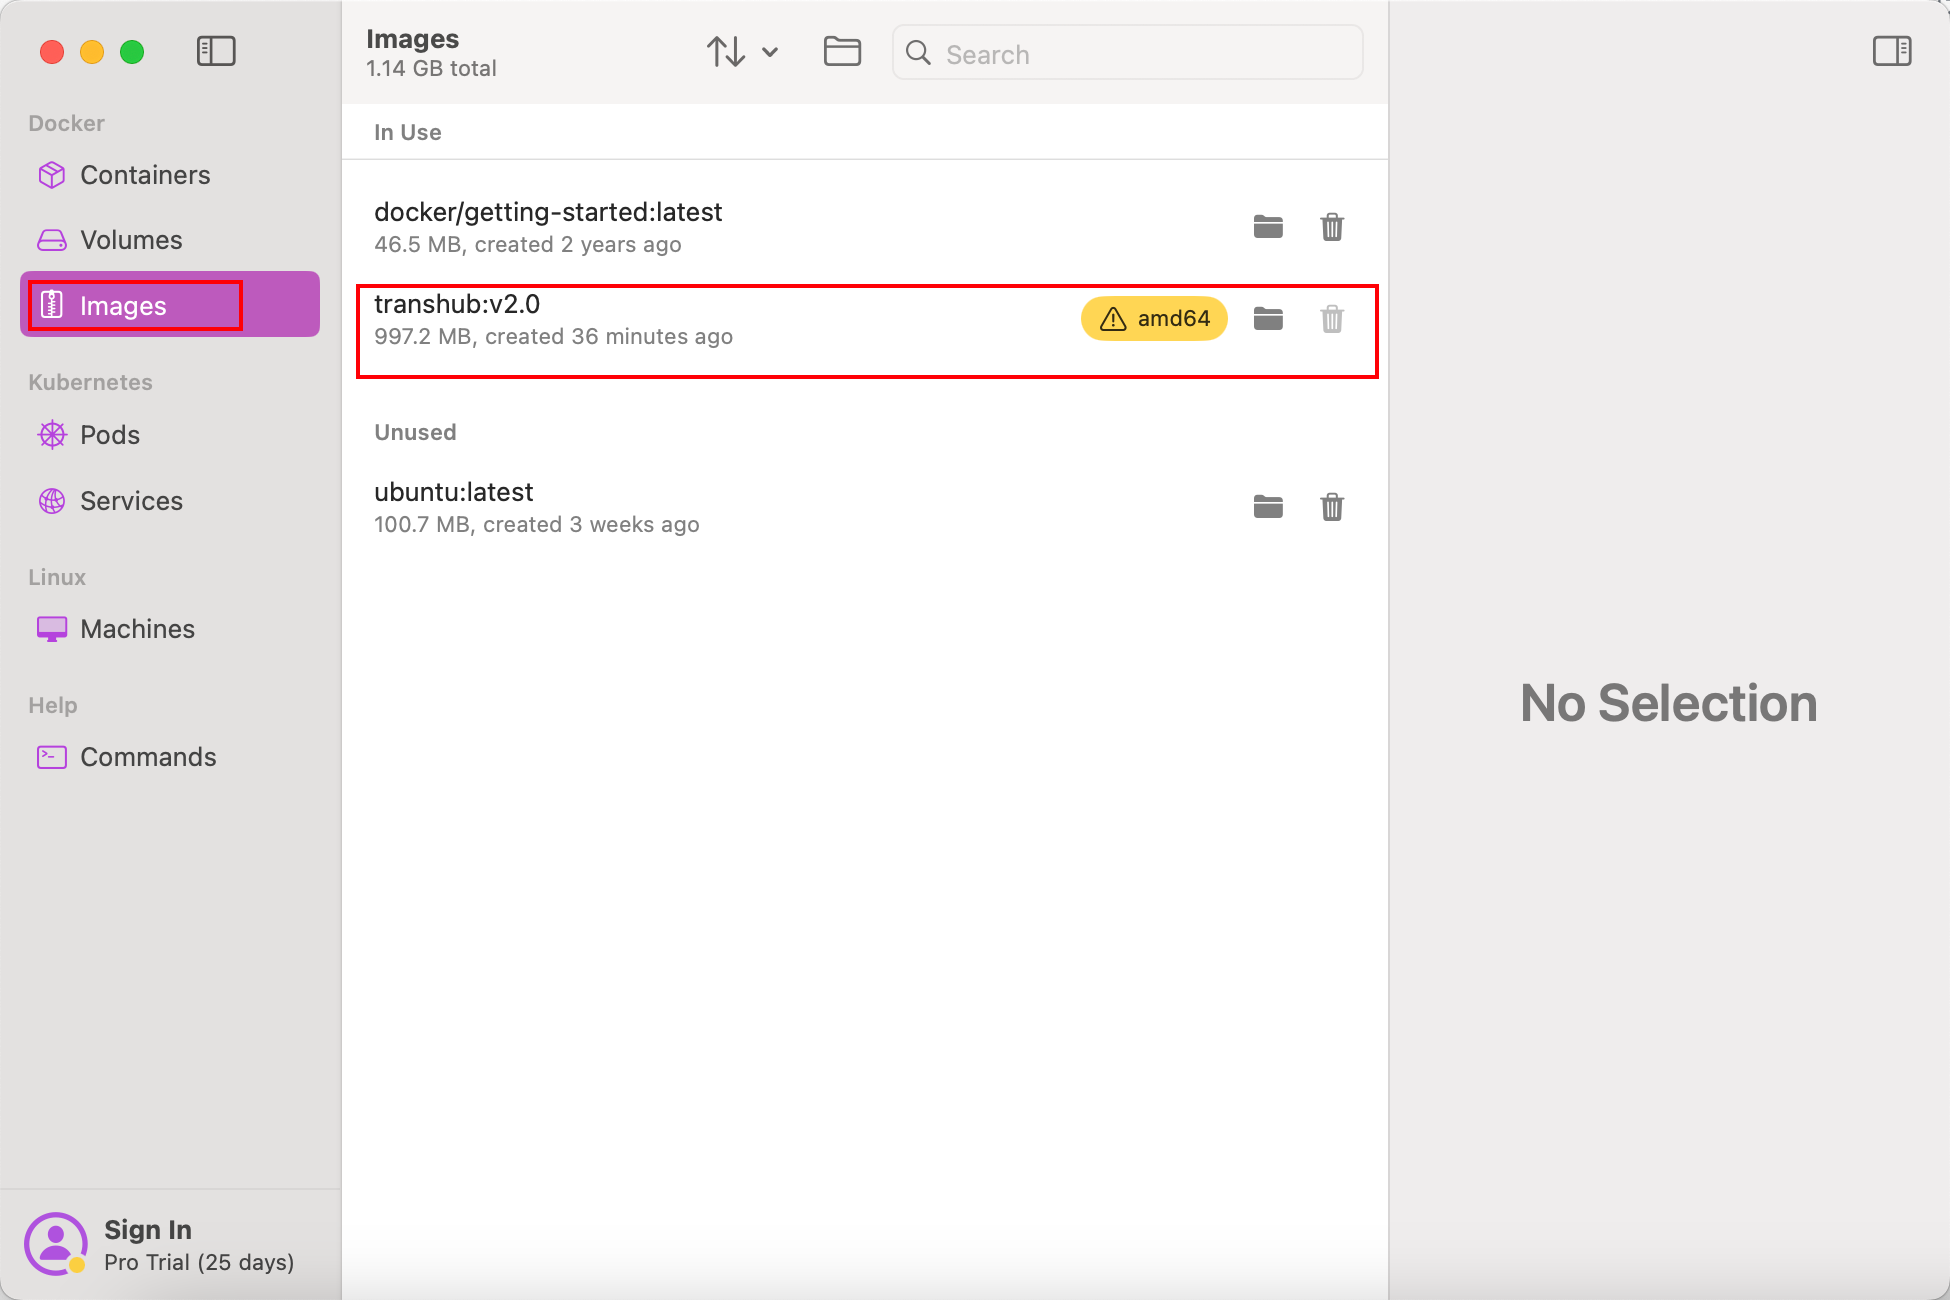 Docker
Containers
Volumes
Images
Kubernetes
Pods
Services
Linux
Machines
Help
Commands
Sign In
Pro Trial (25 days)
Images
1.14 GB total
Search
In Use
docker/getting-started:latest
46.5 MB, created 2 years ago
transhub:v2.0
997.2 MB, created 36 minutes ago
amd64
Unused
ubuntu:latest
100.7 MB, created 3 weeks ago
No Selection